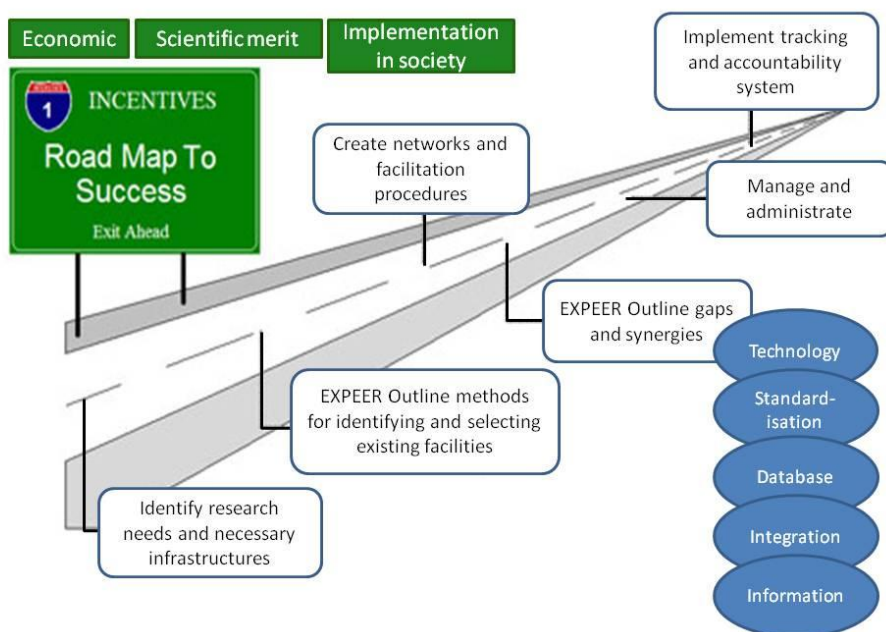 Economic
Scientific merit
Implementation
in society
1
INCENTIVES
Road Map To
Success
Exit Ahead
Implement tracking
and accountability
system
Create networks and
facilitation
procedures
Manage and
administrate
EXPEER Outline gaps
and synergies
EXPEER Outline methods
for identifying and selecting
existing facilities
Identify research
needs and necessary
infrastructures
Technology
Standard-
isation
Database
Integration
Information